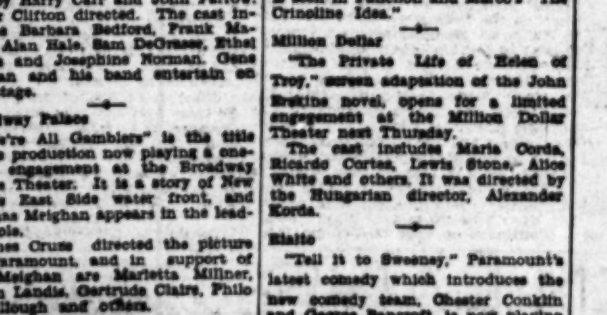 Clifton directed. The cast in-
Barbara Bedford, Frank Ma-
Alan Hale, Sam DeGrasse, Ethel
and Josephine Norman. Gene
and his band entertain on
Palace
All Gamblers" is the title
production now playing a one-
engagement at the Broadway
Theater. It is a story of New
East Side water front, and
Meighan appears in the lead-
Cruze directed the picture
and in support of
Meighan are Marietta Millner,
Landis, Gertrude Claire, Philo
and others.
Crinoline Idea."
Million Dollar
"The Private Life of Helen of
Troy," screen adaptation of the John
Erskine novel, opens for a limited
engagement at the Million Dollar
Theater next Thursday.
The cast includes Maria Corda,
Ricardo Cortez, Lewis Stone, Alice
White and others. It was directed by
the Hungarian director, Alexander
Korda.
Rialto
"Tell It to Sweeney," Paramount's
latest comedy which introduces the
new comedy team, Chester Conklin
and George Bancroft, is now playing